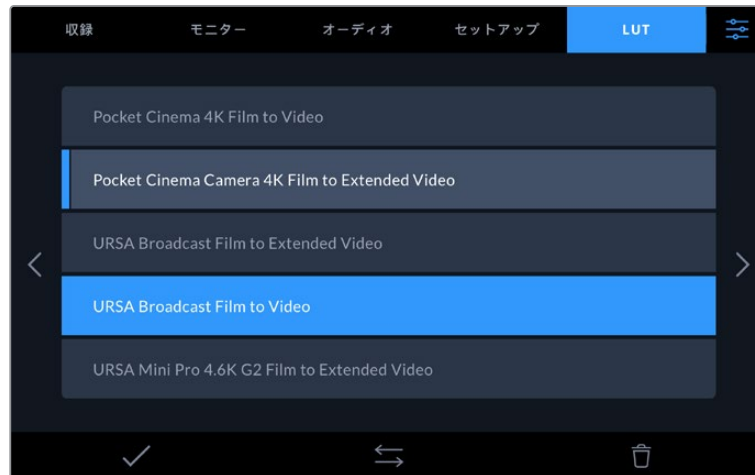 収録 モニター オーディオ セットアップ LUT
Pocket Cinema 4K Film to Video
Pocket Cinema Camera 4K Film to Extended Video
URSA Broadcast Film to Extended Video
URSA Broadcast Film to Video
URSA Mini Pro 4.6K G2 Film to Extended Video